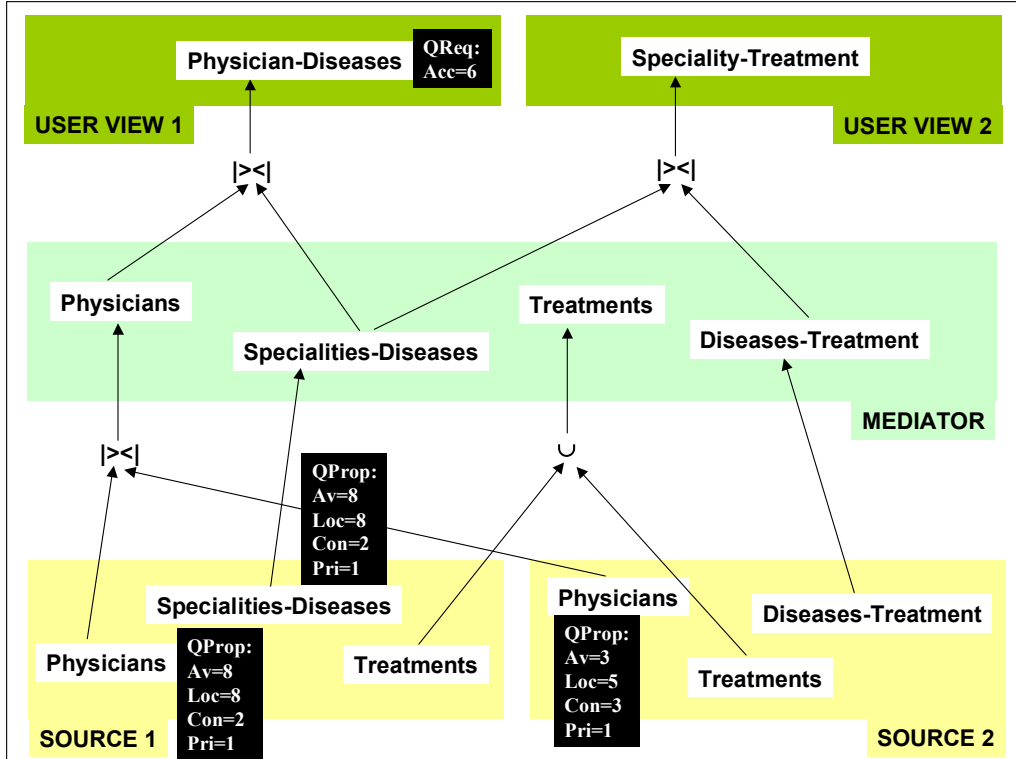 Physician-Diseases
QReq:
Acc=6
Speciality-Treatment
USER VIEW 1
USER VIEW 2
|><|
|><|
Physicians
Treatments
Specialities-Diseases
Diseases-Treatment
MEDIATOR
|><|
∪
QProp:
Av=8
Loc=8
Con=2
Pri=1
Specialities-Diseases
Physicians
Diseases-Treatment
Physicians
QProp:
Av=8
Loc=8
Con=2
Pri=1
Treatments
QProp:
Av=3
Loc=5
Con=3
Pri=1
Treatments
SOURCE 1
SOURCE 2